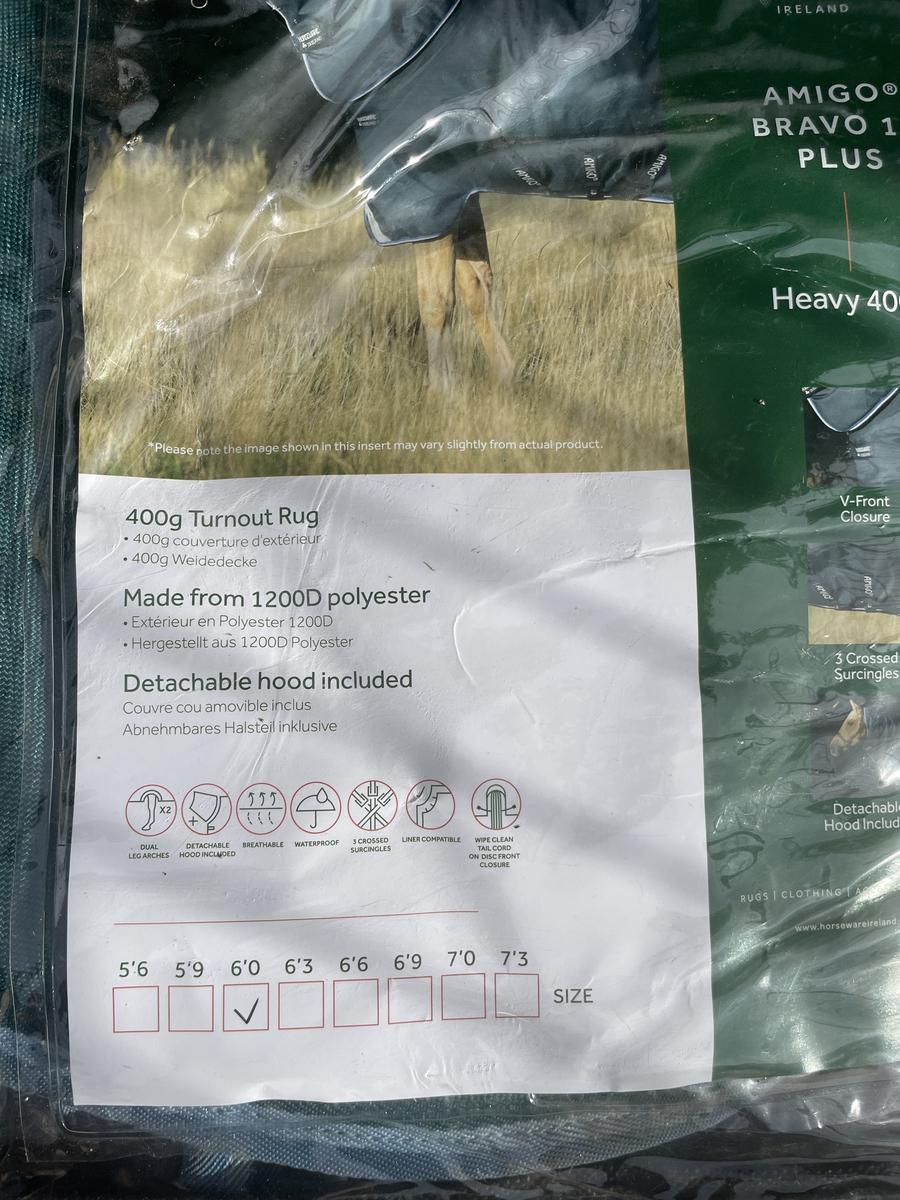 IRELAND
AMIGO®
BRAVO 1
PLUS
Heavy 40
AMIGO AMIGO AMIGO
*Please note the image shown in this insert may vary slightly from actual product.
400g Turnout Rug
• 400g couverture d'extérieur
• 400g Weidedecke
Made from 1200D polyester
• Extérieur en Polyester 1200D
• Hergestellt aus 1200D Polyester
Detachable hood included
Couvre cou amovible inclus
Abnehmbares Halsteil inklusive
X2
DUAL
LEG ARCHES
DETACHABLE
HOOD INCLUDED
BREATHABLE
WATERPROOF
3 CROSSED
SURCINGLES
LINER COMPATIBLE
WIPE CLEAN
TAIL CORD
ON DISC FRONT
CLOSURE
5'6 5'9 6'0 6'3 6'6 6'9 7'0 7'3
SIZE
V-Front
Closure
3 Crossed
Surcingles
Detachable
Hood Includ
RUGS | CLOTHING |
www.horsewareireland.